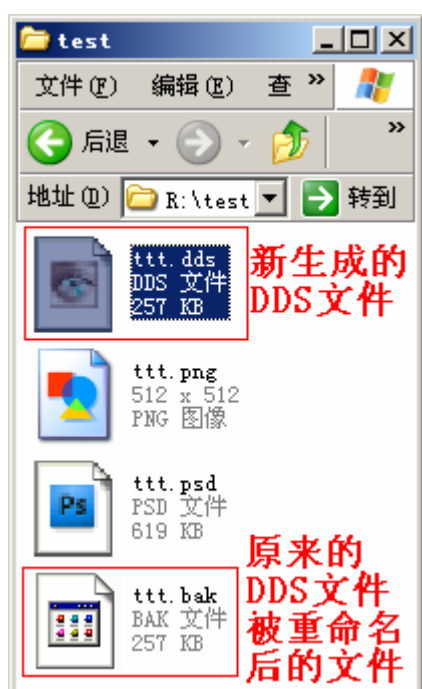 test
文件(F) 编辑(E) 查 »
后退 »
地址(D) R:\test 转到
ttt.dds
DDS 文件
257 KB
新生成的
DDS文件
ttt.png
512 x 512
PNG 图像
Ps
ttt.psd
PSD 文件
619 KB
ttt.bak
BAK 文件
257 KB
原来的
DDS文件
被重命名
后的文件